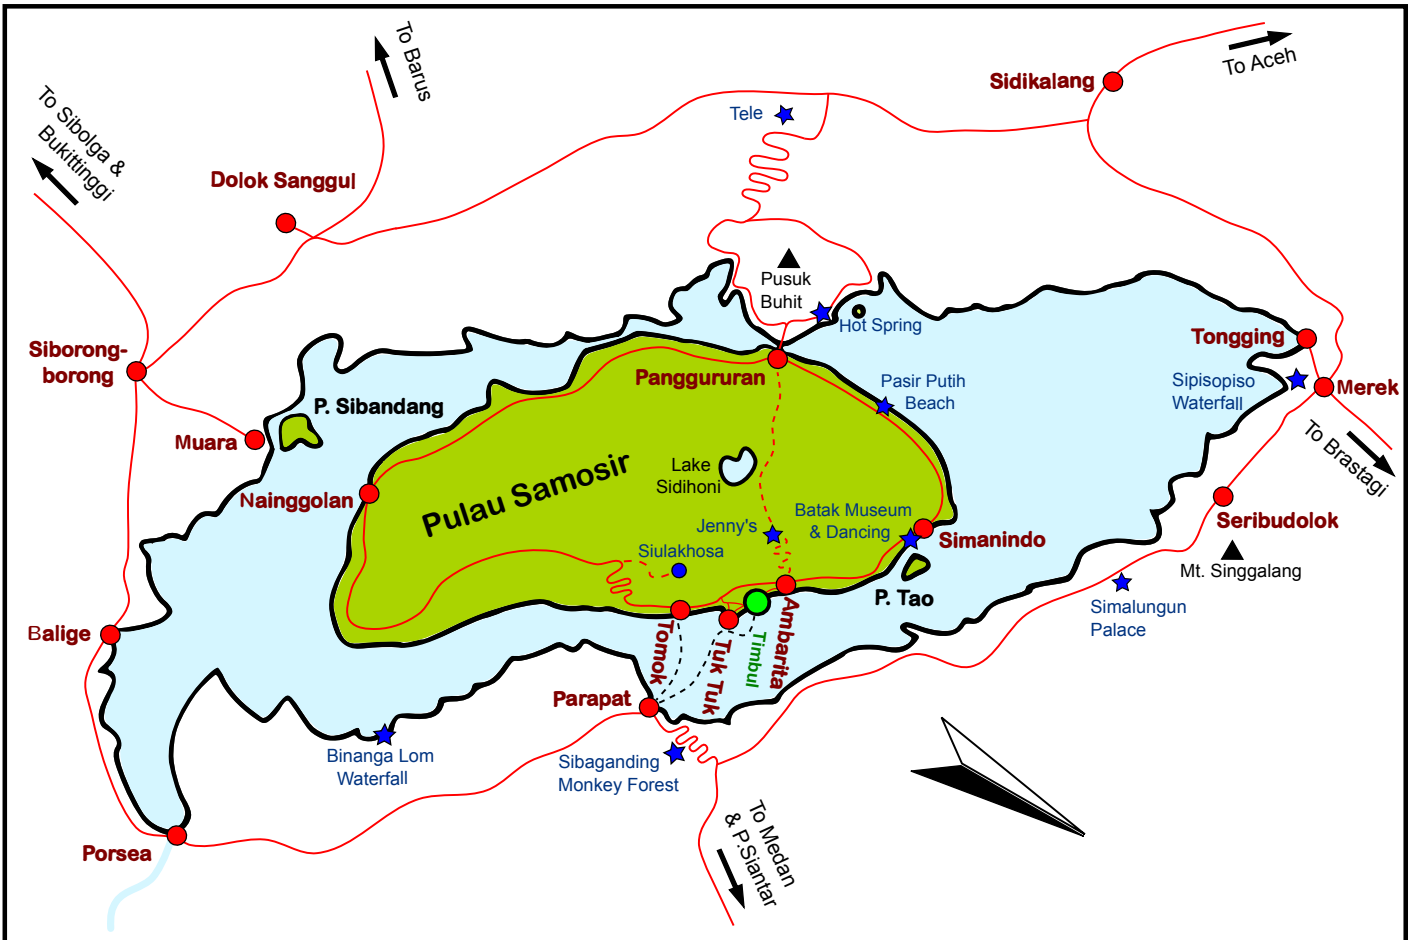 To Barus
To Aceh
Sidikalang
To Sibolga &
Bukittinggi
Tele
Dolok Sanggul
Pusuk
Buhit
Hot Spring
Siborong-
borong
Tongging
Panggururan
Pasir Putih
Beach
Sipisopiso
Waterfall
Merek
P. Sibandang
Muara
To Brastagi
Lake
Sidihoni
Pulau Samosir
Nainggolan
Batak Museum
& Dancing
Seribudolok
Jenny's
Simanindo
Siulakhosa
Mt. Singgalang
P. Tao
Simalungun
Palace
Balige
Tomok
Tuk Tuk
Timbul
Ambarita
Parapat
Binanga Lom
Waterfall
Sibaganding
Monkey Forest
To Medan
& P.Siantar
Porsea